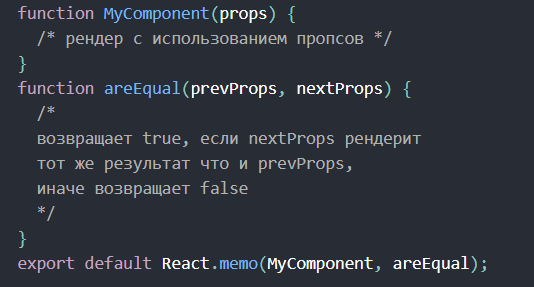 function MyComponent(props) {
  /* рендер с использованием пропсов */
}
function areEqual(prevProps, nextProps) {
  /*
  возвращает true, если nextProps рендерит
  тот же результат что и prevProps,
  иначе возвращает false
  */
}
export default React.memo(MyComponent, areEqual);